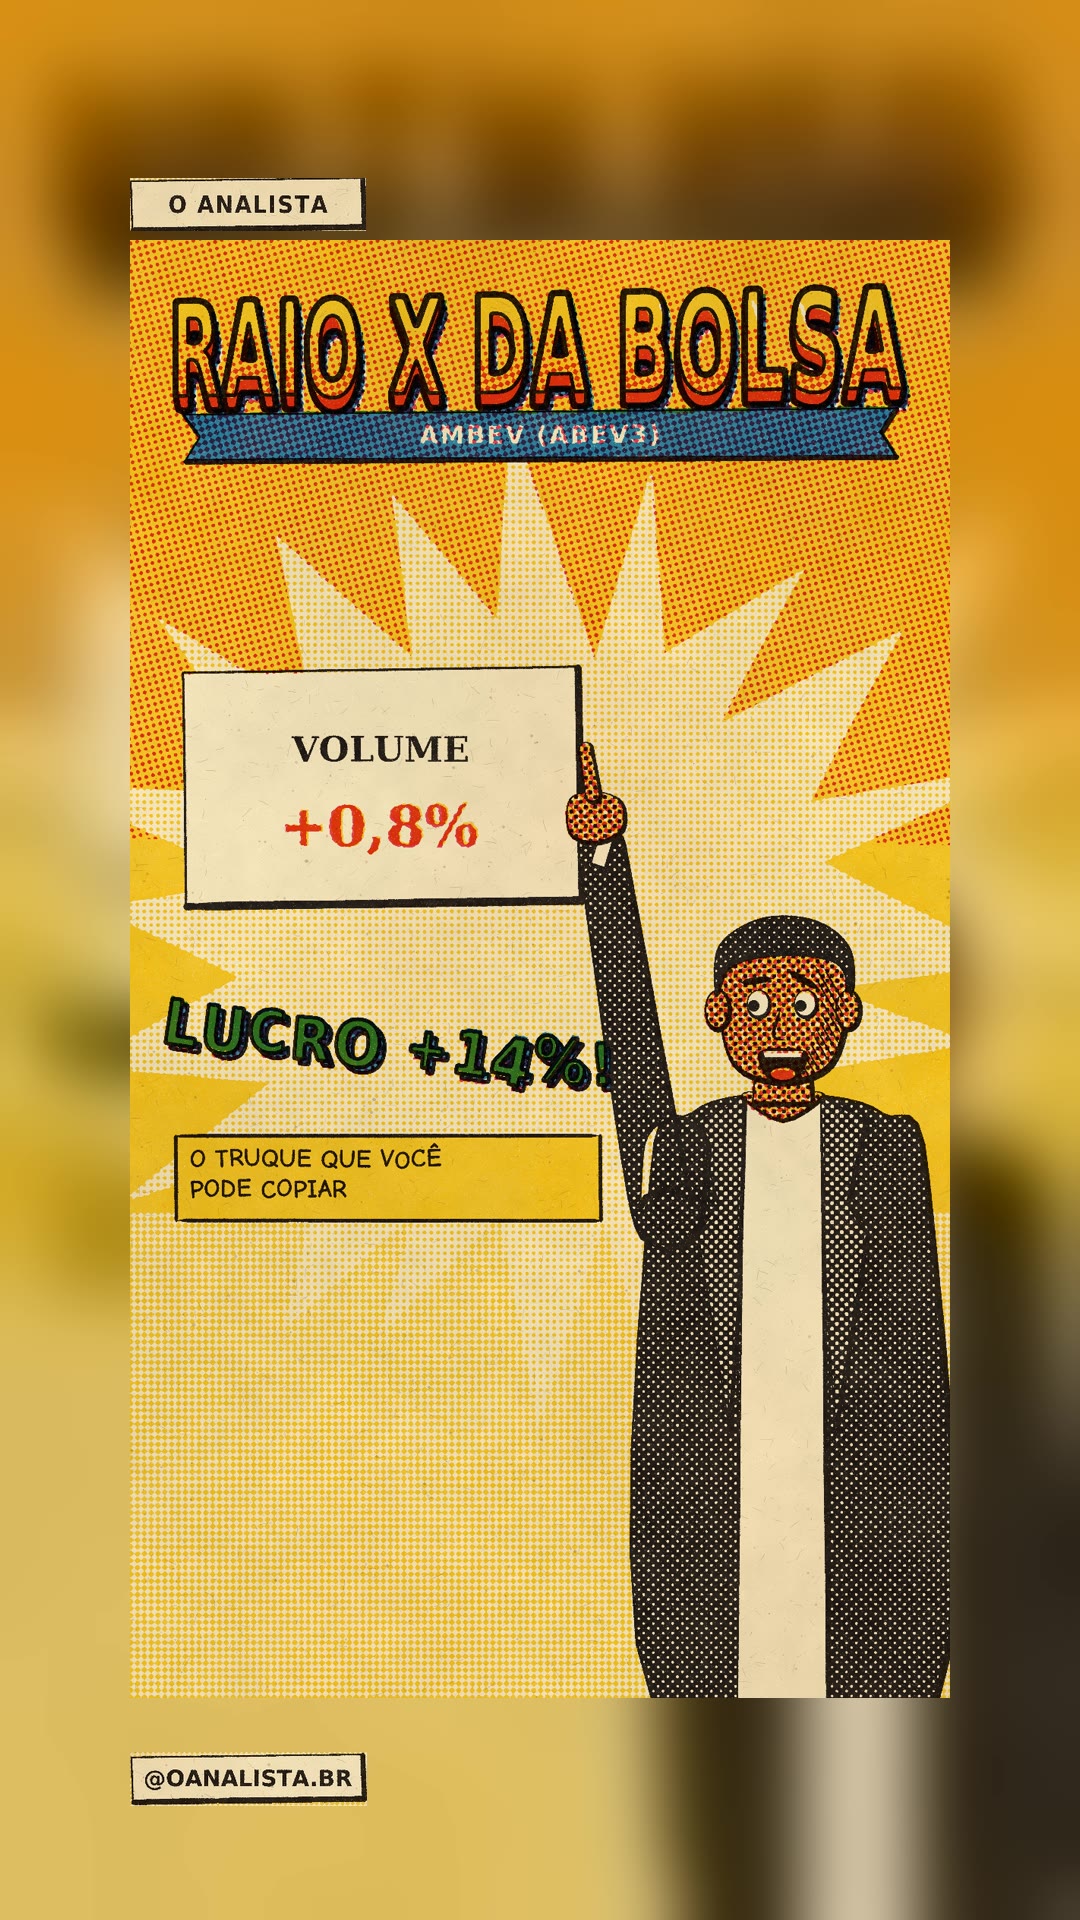 O ANALISTA
RAIO X DA BOLSA
AMBEV (ABEV3)
VOLUME
+0,8%
LUCRO +14%!
O TRUQUE QUE VOCÊ
PODE COPIAR
@OANALISTA.BR